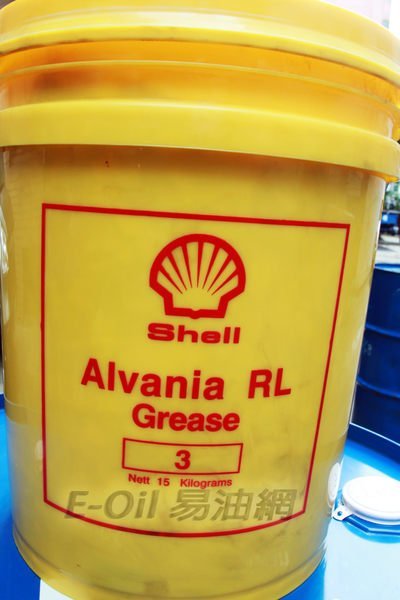 Shell
Alvania RL
Grease
3
Nett 15 Kilograms
E-Oil 易油網